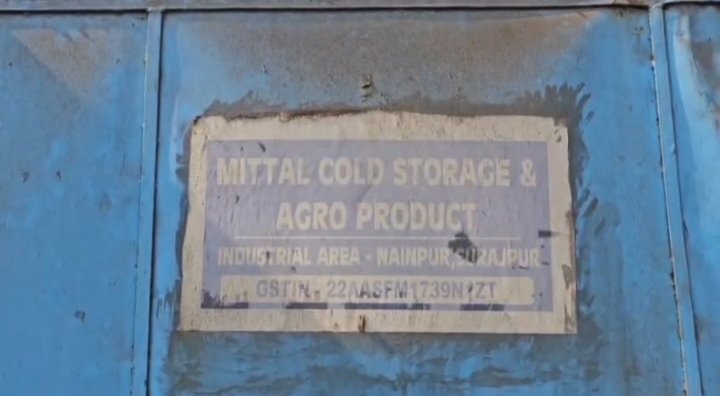 MITTAL COLD STORAGE &
AGRO PRODUCT
INDUSTRIAL AREA - NAINPUR, SURAJPUR
GSTIN - 22AASFM1739N1ZT